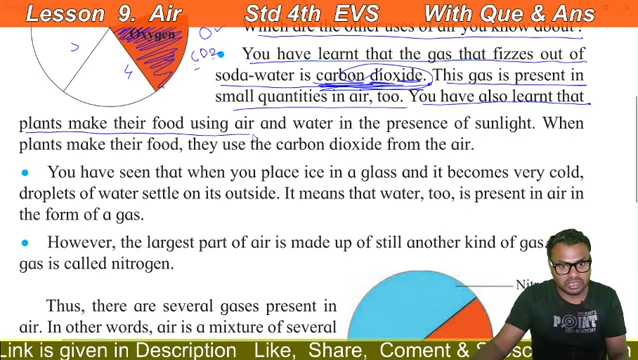 Lesson 9. Air Std 4th EVS With Que & Ans
When are the other uses of air you know about?
Oxygen
CO2
You have learnt that the gas that fizzes out of
soda-water is carbon dioxide. This gas is present in
small quantities in air, too. You have also learnt that
plants make their food using air and water in the presence of sunlight. When
plants make their food, they use the carbon dioxide from the air.
• You have seen that when you place ice in a glass and it becomes very cold,
droplets of water settle on its outside. It means that water, too, is present in air in
the form of a gas.
• However, the largest part of air is made up of still another kind of gas.
gas is called nitrogen.
Thus, there are several gases present in
air. In other words, air is a mixture of several
Link is given in Description Like, Share, Coment &